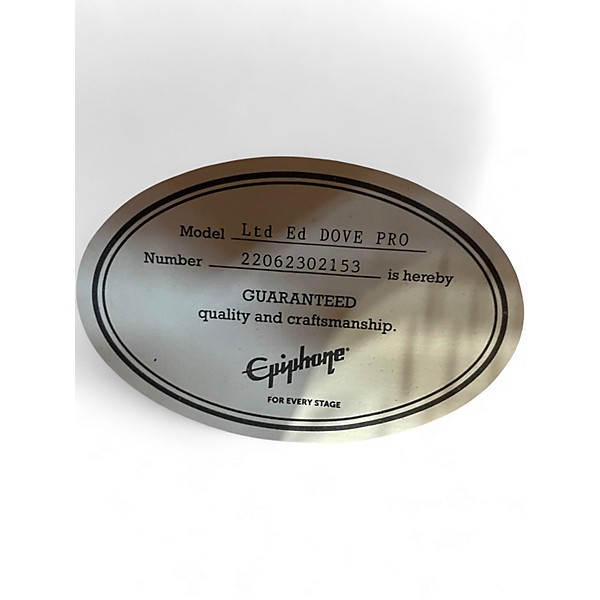 Model Ltd Ed DOVE PRO
Number 22062302153 is hereby
GUARANTEED
quality and craftsmanship.
Epiphone®
FOR EVERY STAGE